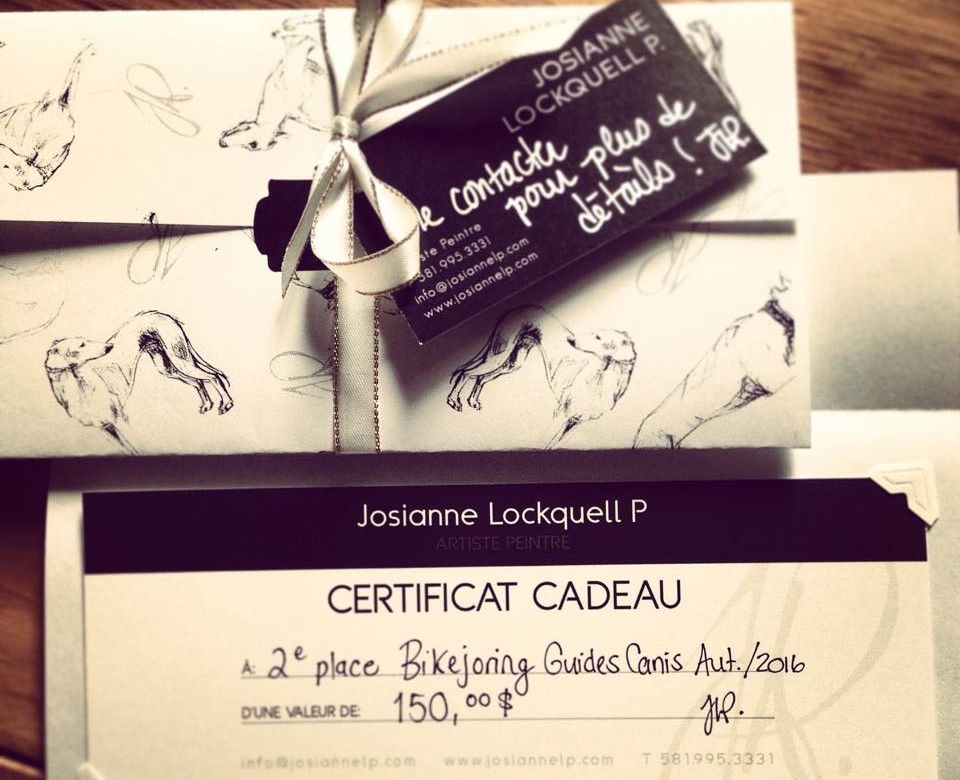 JOSIANNE
LOCKQUELL P.
contacter
pour plus de
détails ! JLP
ste Peintre
581.995.3331
info@josiannelp.com
www.josiannelp.com
Josianne Lockquell P
ARTISTE PEINTRE
CERTIFICAT CADEAU
À: 2e place Bikejoring Guides Canis Aut./2016
D'UNE VALEUR DE: 150,00 $ JLP.
info@josiannelp.com www.josiannelp.com T 581.995.3331